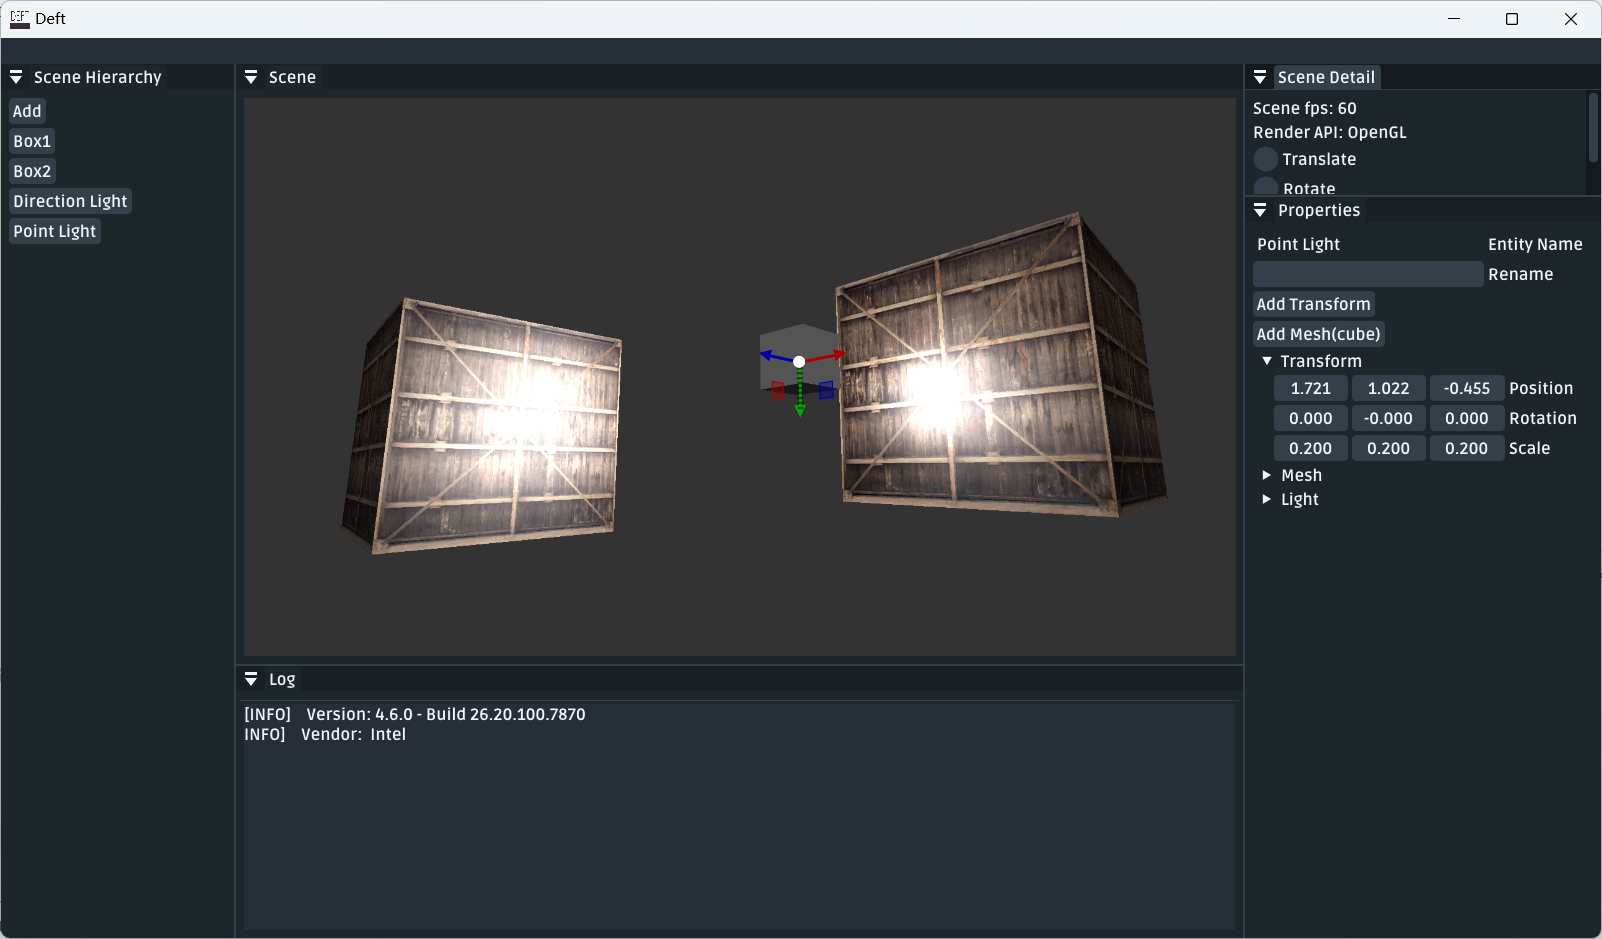 DEFT Deft
Scene Hierarchy
Add
Box1
Box2
Direction Light
Point Light
Scene
Log
[INFO] Version: 4.6.0 - Build 26.20.100.7870
INFO] Vendor: Intel
Scene Detail
Scene fps: 60
Render API: OpenGL
Translate
Rotate
Properties
Point Light Entity Name
Rename
Add Transform
Add Mesh(cube)
Transform
1.721 1.022 -0.455 Position
0.000 -0.000 0.000 Rotation
0.200 0.200 0.200 Scale
Mesh
Light